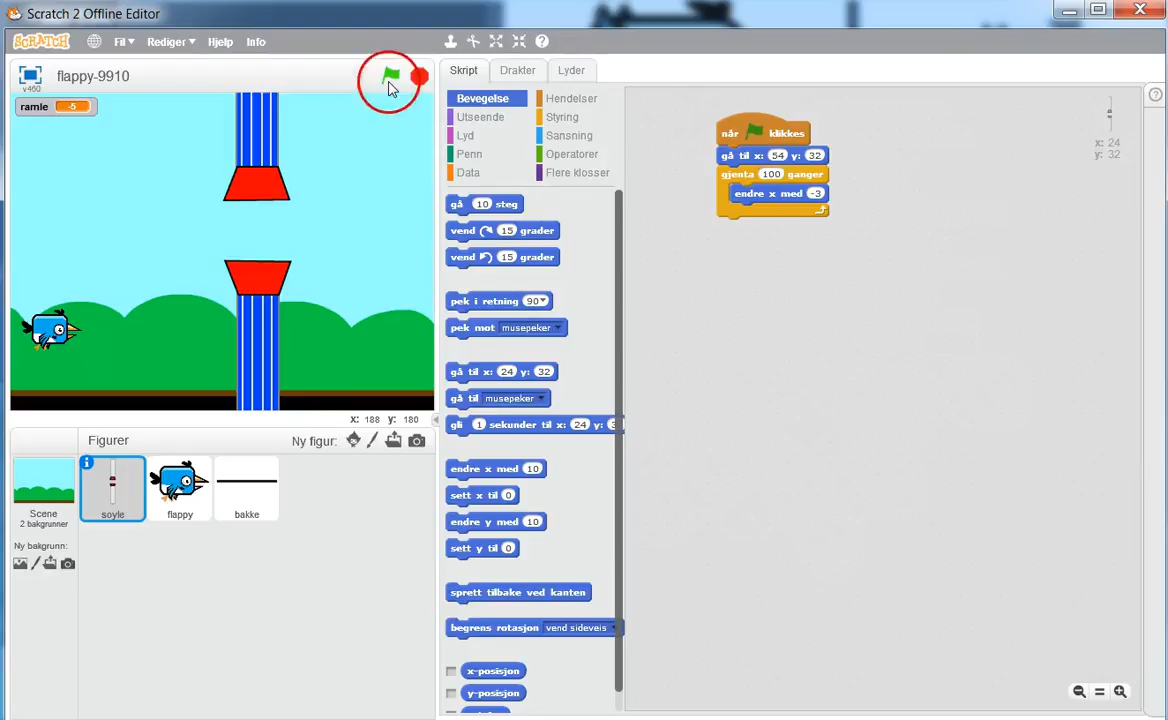 Scratch 2 Offline Editor
SCRATCH
Fil
Rediger
Hjelp
Info
v460
flappy-9910
ramle -5
x: 188 y: 180
Figurer
Ny figur:
Scene
2 bakgrunner
Ny bakgrunn:
soyle
flappy
bakke
Skript
Drakter
Lyder
Bevegelse
Utseende
Lyd
Penn
Data
Hendelser
Styring
Sansning
Operatorer
Flere klosser
gå 10 steg
vend 15 grader
vend 15 grader
pek i retning 90
pek mot musepeker
gå til x: 24 y: 32
gå til musepeker
gli 1 sekunder til x: 24 y: 3
endre x med 10
sett x til 0
endre y med 10
sett y til 0
sprett tilbake ved kanten
begrens rotasjon vend sideveis
x-posisjon
y-posisjon
når klikkes
gå til x: 54 y: 32
gjenta 100 ganger
endre x med -3
x: 24
y: 32